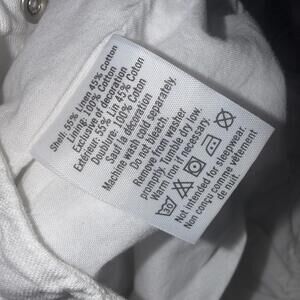 Shell: 55% Linen 45% Cotton
Lining: 100% Cotton
Exclusive of decoration
Extérieur: 55% Lin 45% Coton
Doublure: 100% Coton
Sauf la décoration
Machine wash cold separately.
Do not bleach.
Remove from washer
promptly. Tumble dry low.
Warm iron if necessary.
Not intended for sleepwear.
Non conçu comme vêtement
de nuit.